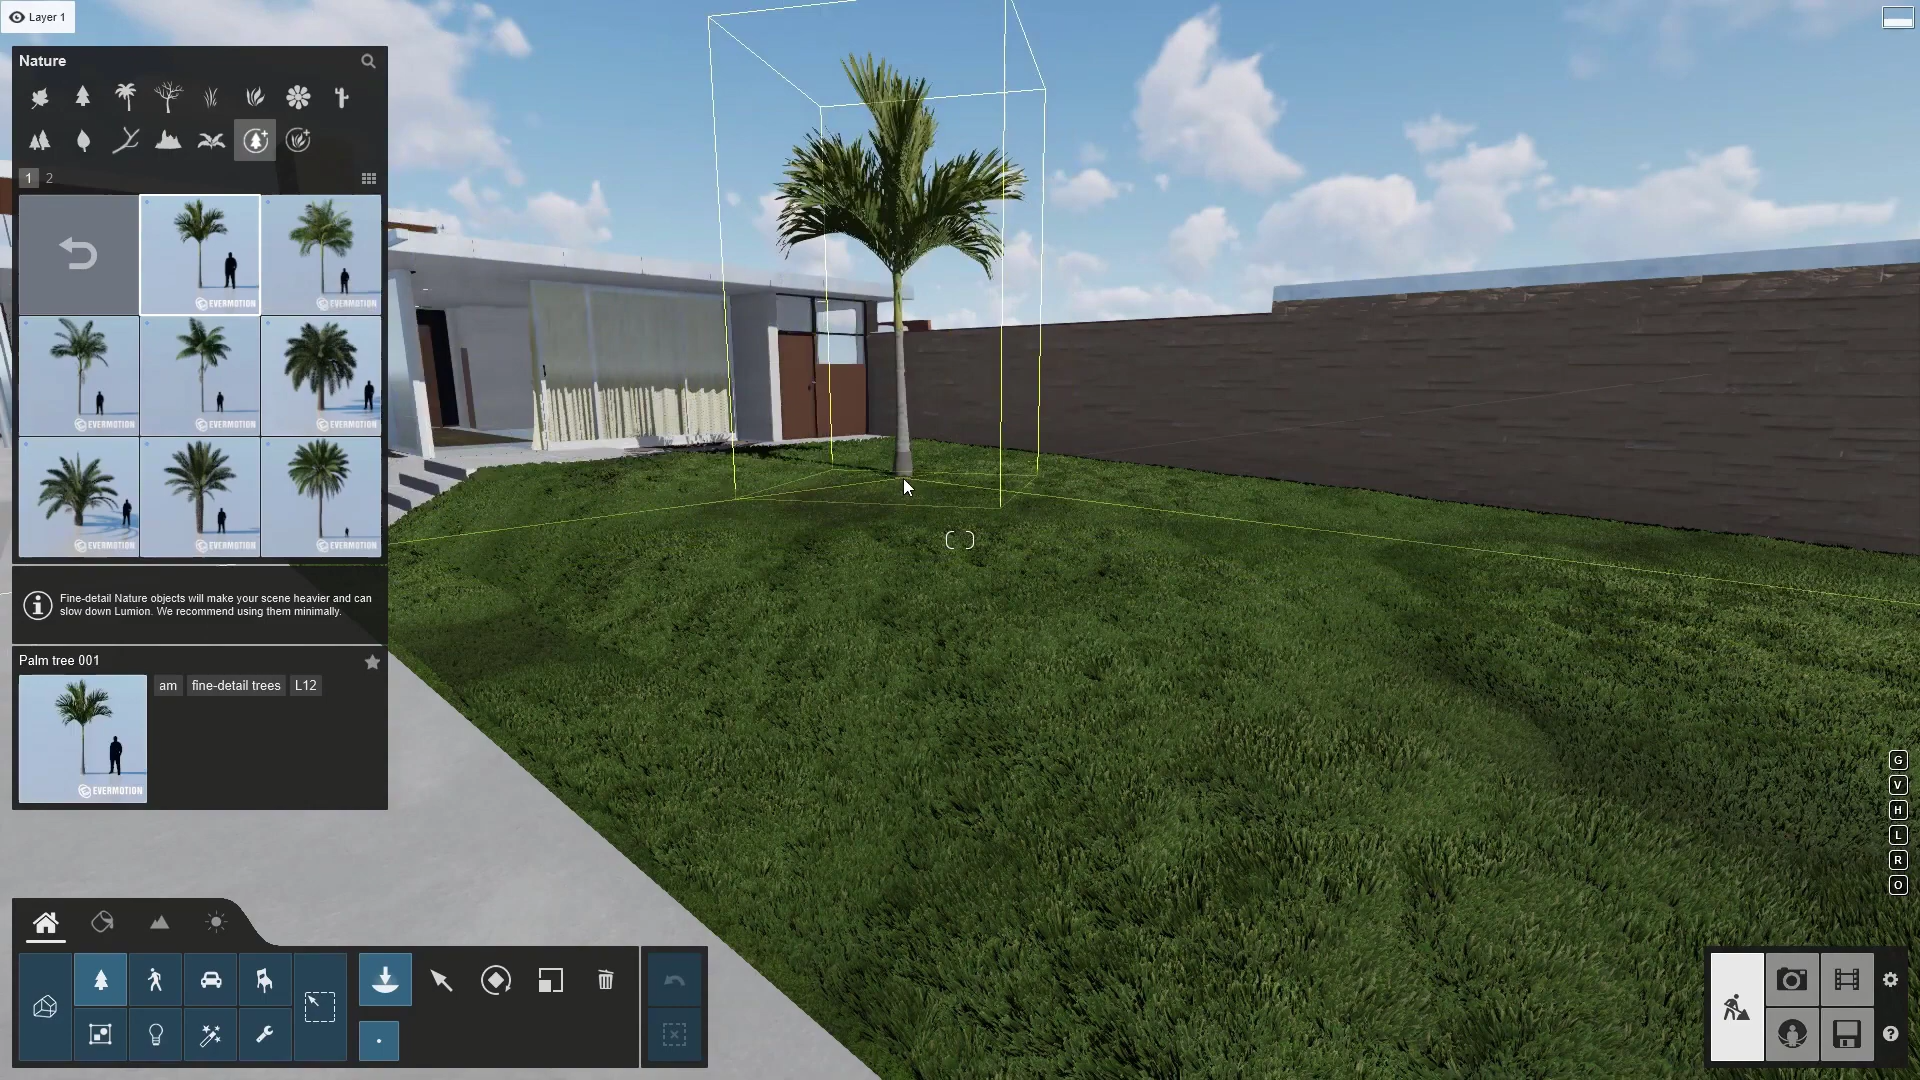 Layer 1
Nature
1 2
EVERMOTION
EVERMOTION
EVERMOTION
EVERMOTION
EVERMOTION
EVERMOTION
EVERMOTION
EVERMOTION
Fine-detail Nature objects will make your scene heavier and can
slow down Lumion. We recommend using them minimally.
Palm tree 001
am fine-detail trees L12
EVERMOTION
G
V
H
L
R
O
?